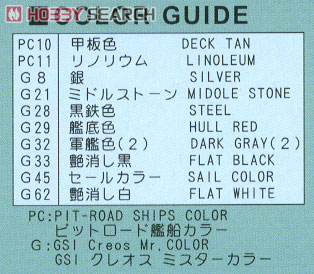 HOBBYSEARCH GUIDE
PC10 甲板色 DECK TAN
PC11 リノリウム LINOLEUM
G 8 銀 SILVER
G21 ミドルストーン MIDOLE STONE
G28 黒鉄色 STEEL
G29 艦底色 HULL RED
G32 軍艦色(2) DARK GRAY(2)
G33 艶消し黒 FLAT BLACK
G45 セールカラー SAIL COLOR
G62 艶消し白 FLAT WHITE
PC:PIT-ROAD SHIPS COLOR
ピットロード艦船カラー
G:GSI Creos Mr.COLOR
GSI クレオス ミスターカラー